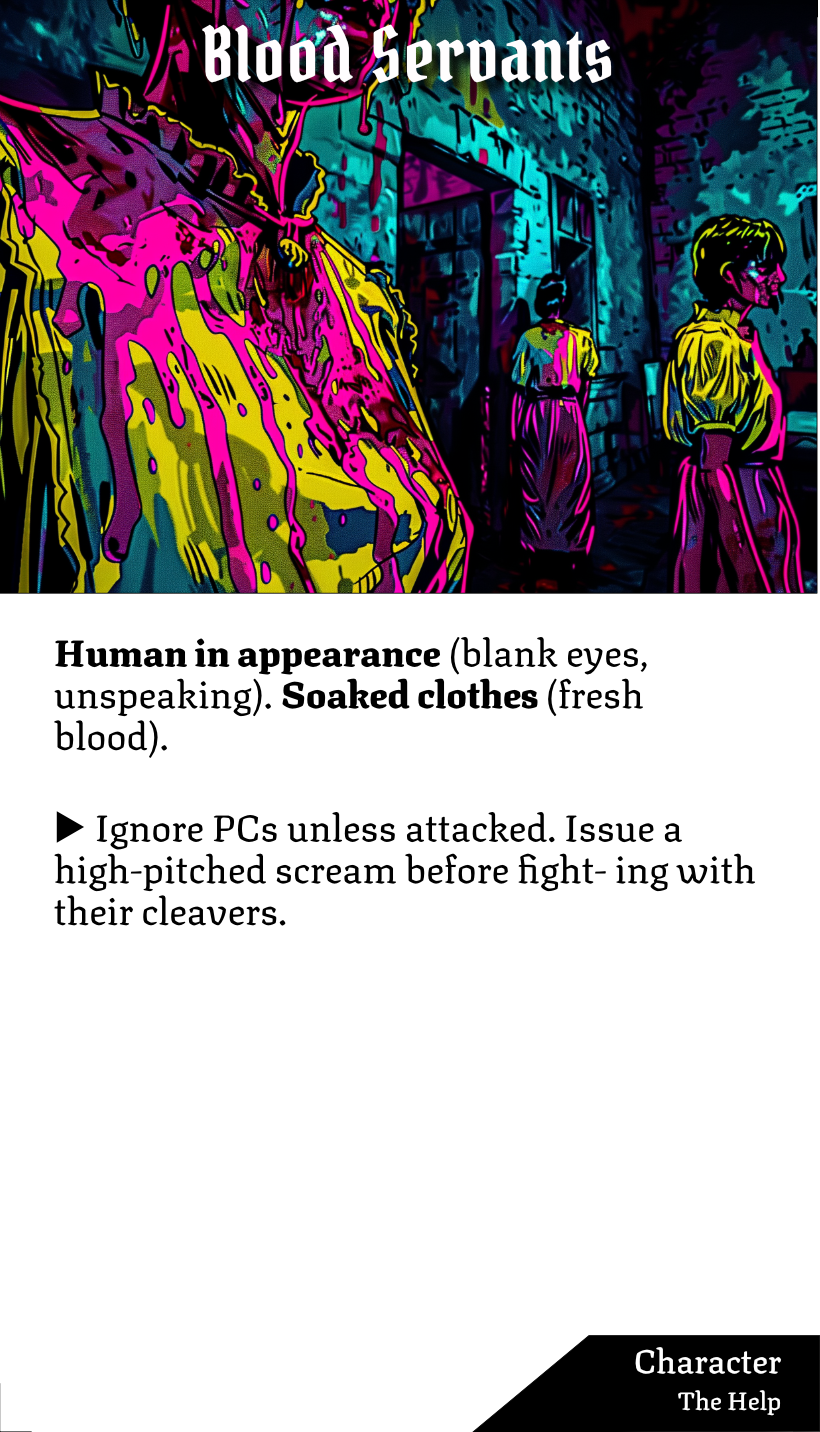 Blood Servants
Human in appearance (blank eyes,
unspeaking). Soaked clothes (fresh
blood).
▶ Ignore PCs unless attacked. Issue a
high-pitched scream before fight- ing with
their cleavers.
Character
The Help